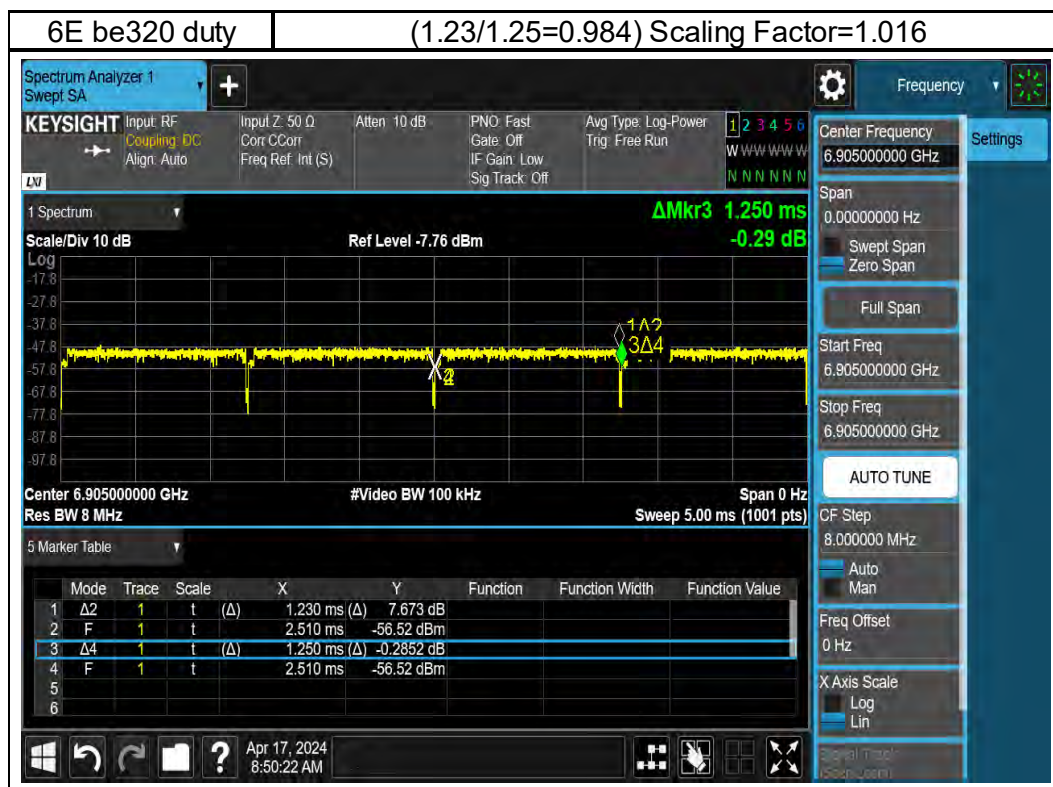 6E be320 duty (1.23/1.25=0.984) Scaling Factor=1.016
Spectrum Analyzer 1
Swept SA
+
Frequency
KEYSIGHT
Input: RF
Coupling: DC
Align: Auto
Input Z: 50 Ω
Corr CCorr
Freq Ref: Int (S)
Atten: 10 dB
PNO: Fast
Gate: Off
IF Gain: Low
Sig Track: Off
Avg Type: Log-Power
Trig: Free Run
1 2 3 4 5 6
W W W W W W
N N N N N N
LXI
1 Spectrum
ΔMkr3 1.250 ms
-0.29 dB
Scale/Div 10 dB
Ref Level -7.76 dBm
Log
-17.8
-27.8
-37.8
-47.8
-57.8
-67.8
-77.8
-87.8
-97.8
1Δ2
3Δ4
Center 6.905000000 GHz
#Video BW 100 kHz
Span 0 Hz
Res BW 8 MHz
Sweep 5.00 ms (1001 pts)
5 Marker Table
Mode Trace Scale X Y Function Function Width Function Value
1 Δ2 1 t (Δ) 1.230 ms (Δ) 7.673 dB
2 F 1 t 2.510 ms -56.52 dBm
3 Δ4 1 t (Δ) 1.250 ms (Δ) -0.2852 dB
4 F 1 t 2.510 ms -56.52 dBm
5
6
?
Apr 17, 2024
8:50:22 AM
Center Frequency
6.905000000 GHz
Settings
Span
0.00000000 Hz
Swept Span
Zero Span
Full Span
Start Freq
6.905000000 GHz
Stop Freq
6.905000000 GHz
AUTO TUNE
CF Step
8.000000 MHz
Auto
Man
Freq Offset
0 Hz
X Axis Scale
Log
Lin